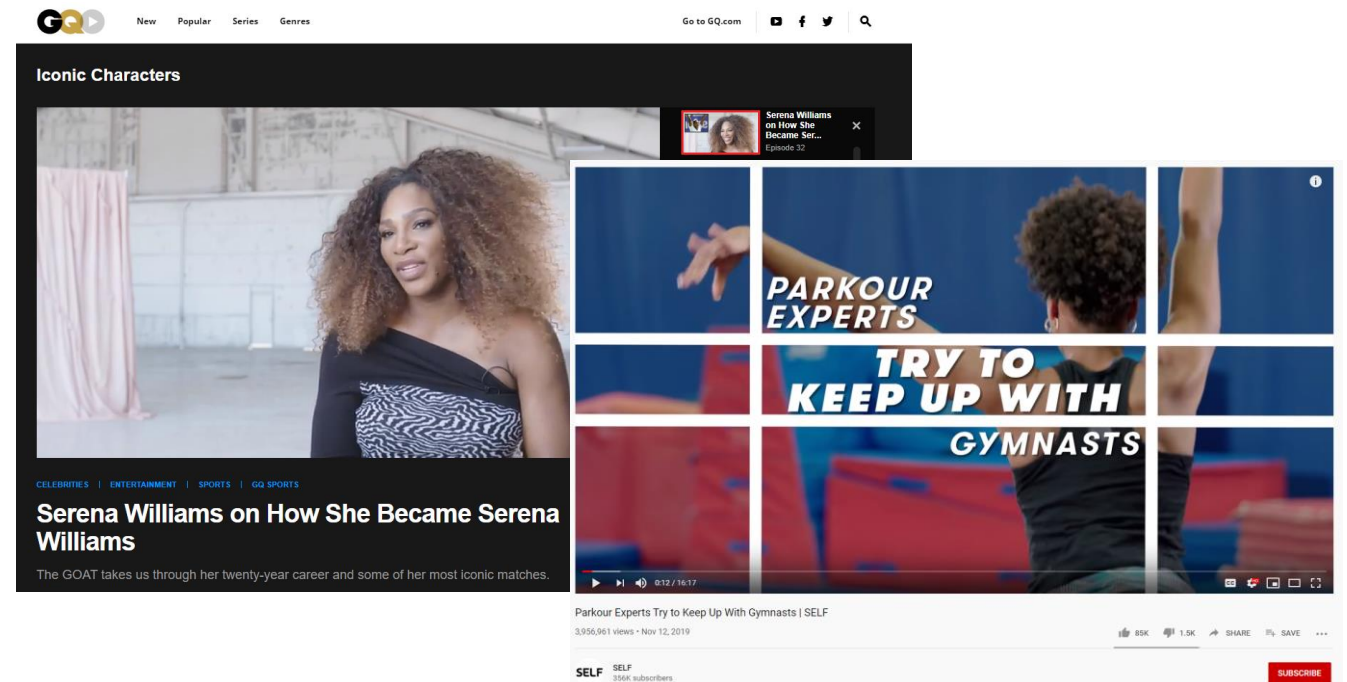 GQ
New Popular Series Genres
Go to GQ.com
Iconic Characters
Serena Williams
on How She
Became Ser...
Episode 32
CELEBRITIES | ENTERTAINMENT | SPORTS | GQ SPORTS
Serena Williams on How She Became Serena
Williams
The GOAT takes us through her twenty-year career and some of her most iconic matches.
PARKOUR
EXPERTS
TRY TO
KEEP UP WITH
GYMNASTS
0:12 / 16:17
CC
Parkour Experts Try to Keep Up With Gymnasts | SELF
3,956,961 views • Nov 12, 2019
85K 1.5K SHARE SAVE
SELF
SELF
356K subscribers
SUBSCRIBE